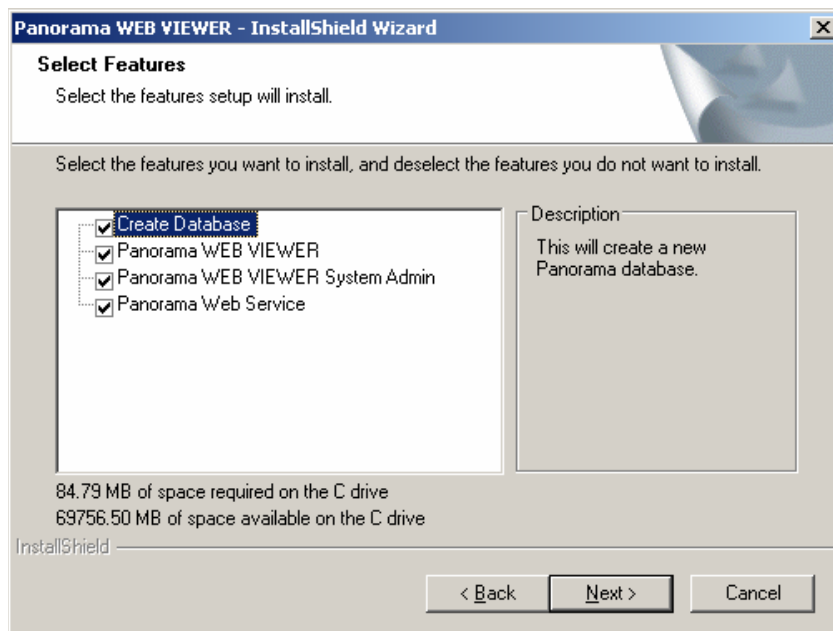 Panorama WEB VIEWER - InstallShield Wizard
Select Features
Select the features setup will install.
Select the features you want to install, and deselect the features you do not want to install.
Create Database
Panorama WEB VIEWER
Panorama WEB VIEWER System Admin
Panorama Web Service
Description
This will create a new
Panorama database.
84.79 MB of space required on the C drive
69756.50 MB of space available on the C drive
InstallShield
< Back
Next >
Cancel